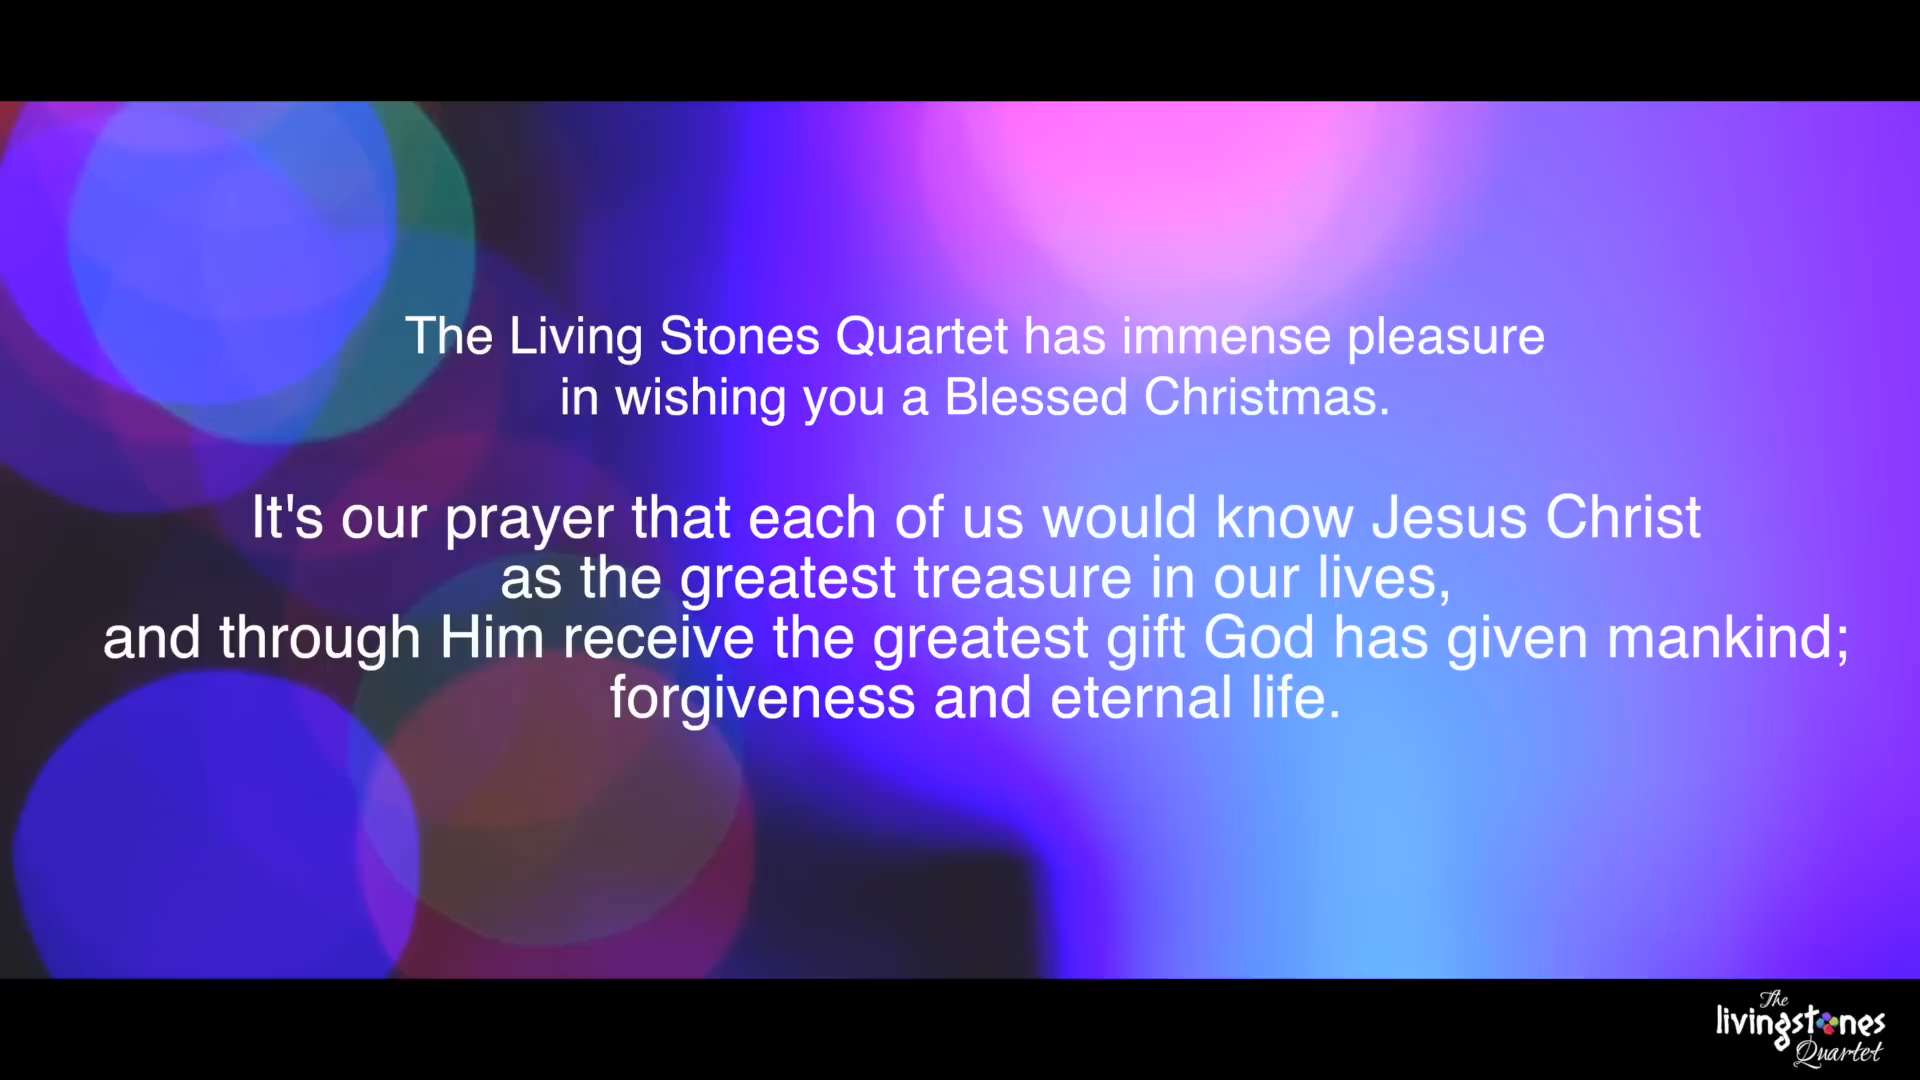 The Living Stones Quartet has immense pleasure
in wishing you a Blessed Christmas.
It's our prayer that each of us would know Jesus Christ
as the greatest treasure in our lives,
and through Him receive the greatest gift God has given mankind;
forgiveness and eternal life.
The
livingstones
Quartet